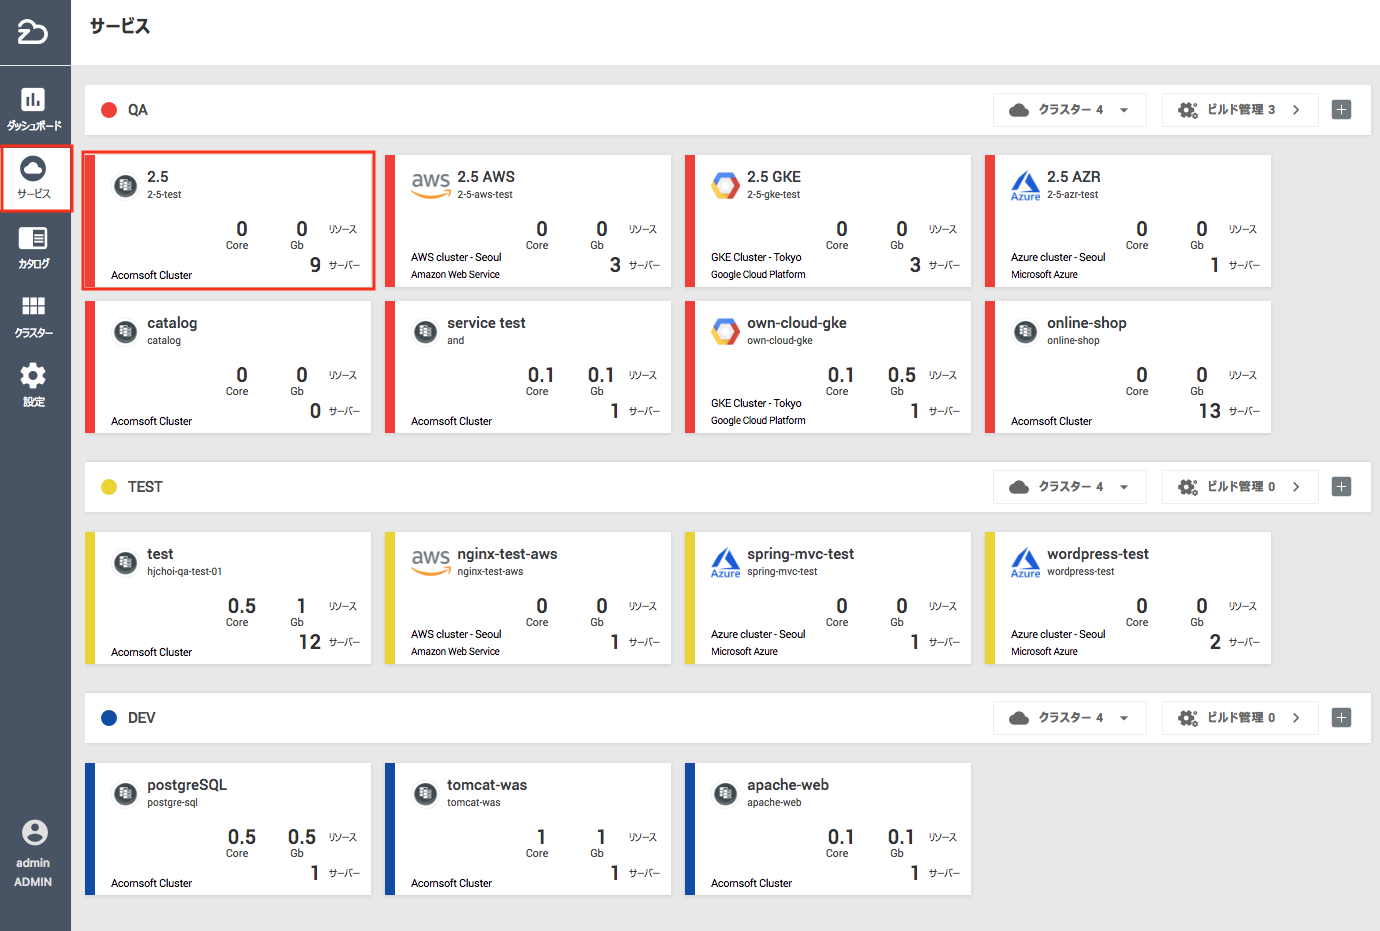 サービス
ダッシュボード
サービス
カタログ
クラスター
設定
admin
ADMIN
QA
クラスター 4
ビルド管理 3
2.5
2-5-test
0 0 リソース
Core Gb
9 サーバー
Acornsoft Cluster
aws
2.5 AWS
2-5-aws-test
0 0 リソース
Core Gb
AWS cluster - Seoul
3 サーバー
Amazon Web Service
2.5 GKE
2-5-gke-test
0 0 リソース
Core Gb
GKE Cluster - Tokyo
3 サーバー
Google Cloud Platform
Azure
2.5 AZR
2-5-azr-test
0 0 リソース
Core Gb
Azure cluster - Seoul
1 サーバー
Microsoft Azure
catalog
catalog
0 0 リソース
Core Gb
0 サーバー
Acornsoft Cluster
service test
and
0.1 0.1 リソース
Core Gb
1 サーバー
Acornsoft Cluster
own-cloud-gke
own-cloud-gke
0.1 0.5 リソース
Core Gb
GKE Cluster - Tokyo
1 サーバー
Google Cloud Platform
online-shop
online-shop
0 0 リソース
Core Gb
13 サーバー
Acornsoft Cluster
TEST
クラスター 4
ビルド管理 0
test
hjchoi-qa-test-01
0.5 1 リソース
Core Gb
12 サーバー
Acornsoft Cluster
aws
nginx-test-aws
nginx-test-aws
0 0 リソース
Core Gb
AWS cluster - Seoul
1 サーバー
Amazon Web Service
Azure
spring-mvc-test
spring-mvc-test
0 0 リソース
Core Gb
Azure cluster - Seoul
1 サーバー
Microsoft Azure
Azure
wordpress-test
wordpress-test
0 0 リソース
Core Gb
Azure cluster - Seoul
2 サーバー
Microsoft Azure
DEV
クラスター 4
ビルド管理 0
postgreSQL
postgre-sql
0.5 0.5 リソース
Core Gb
1 サーバー
Acornsoft Cluster
tomcat-was
tomcat-was
1 1 リソース
Core Gb
1 サーバー
Acornsoft Cluster
apache-web
apache-web
0.1 0.1 リソース
Core Gb
1 サーバー
Acornsoft Cluster